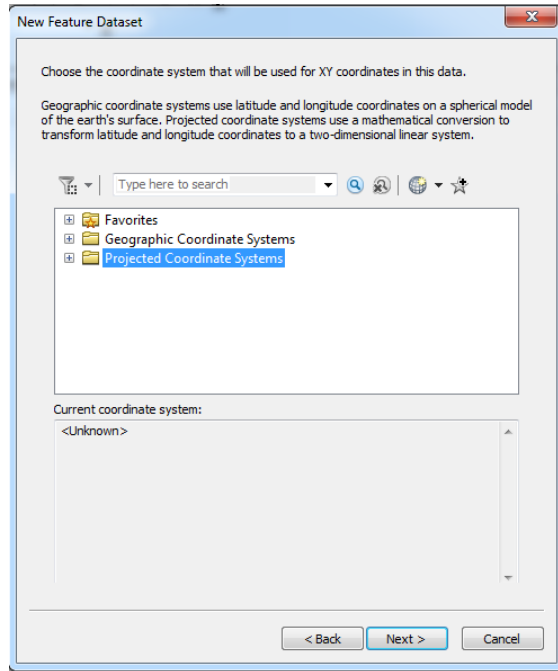 New Feature Dataset
Choose the coordinate system that will be used for XY coordinates in this data.
Geographic coordinate systems use latitude and longitude coordinates on a spherical model
of the earth's surface. Projected coordinate systems use a mathematical conversion to
transform latitude and longitude coordinates to a two-dimensional linear system.
Type here to search
Favorites
Geographic Coordinate Systems
Projected Coordinate Systems
Current coordinate system:
<Unknown>
< Back Next > Cancel